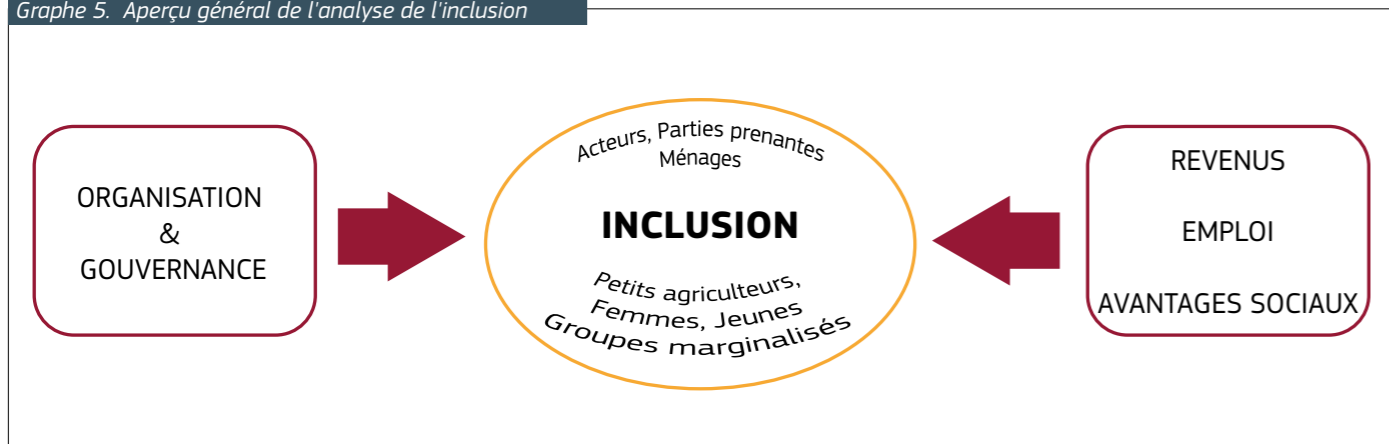 Graphe 5. Aperçu général de l'analyse de l'inclusion
ORGANISATION
&
GOUVERNANCE
Acteurs, Parties prenantes
Ménages
INCLUSION
Petits agriculteurs,
Femmes, Jeunes
Groupes marginalisés
REVENUS
EMPLOI
AVANTAGES SOCIAUX